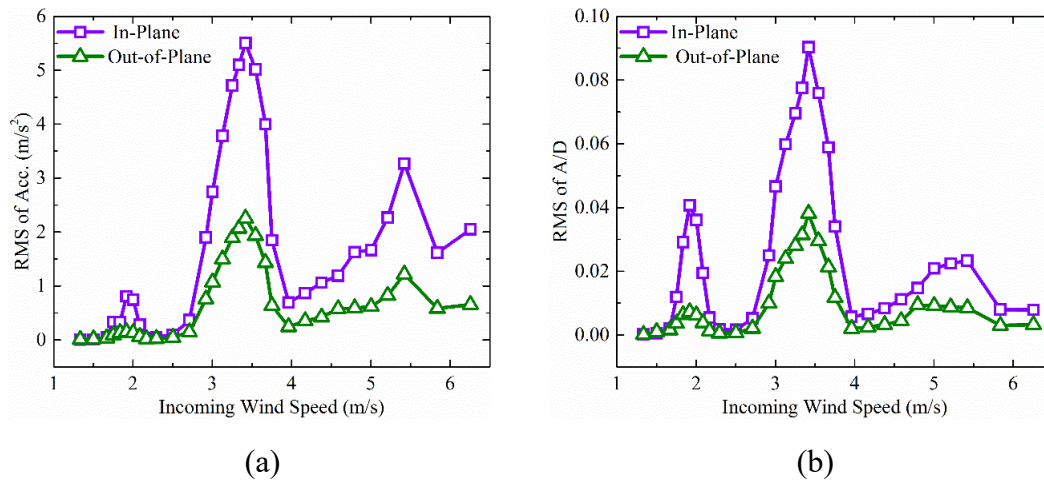 In-Plane
Out-of-Plane
RMS of Acc. (m/s²)
6
5
4
3
2
1
0
1 2 3 4 5 6
Incoming Wind Speed (m/s)
(a)
In-Plane
Out-of-Plane
RMS of A/D
0.10
0.08
0.06
0.04
0.02
0.00
1 2 3 4 5 6
Incoming Wind Speed (m/s)
(b)